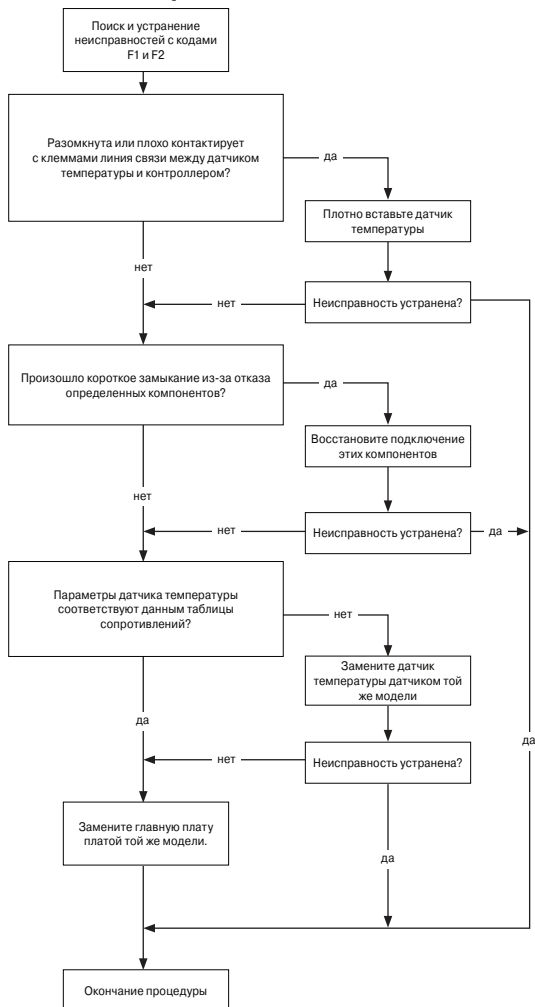 Поиск и устранение
неисправностей с кодами
F1 и F2
Разомкнута или плохо контактирует
с клеммами линия связи между датчиком
температуры и контроллером?
да
Плотно вставьте датчик
температуры
нет
нет
Неисправность устранена?
Произошло короткое замыкание из-за отказа
определенных компонентов?
да
Восстановите подключение
этих компонентов
нет
нет
Неисправность устранена?
да
Параметры датчика температуры
соответствуют данным таблицы
сопротивлений?
нет
Замените датчик
температуры датчиком той
же модели
да
да
нет
Неисправность устранена?
Замените главную плату
платой той же модели.
да
Окончание процедуры